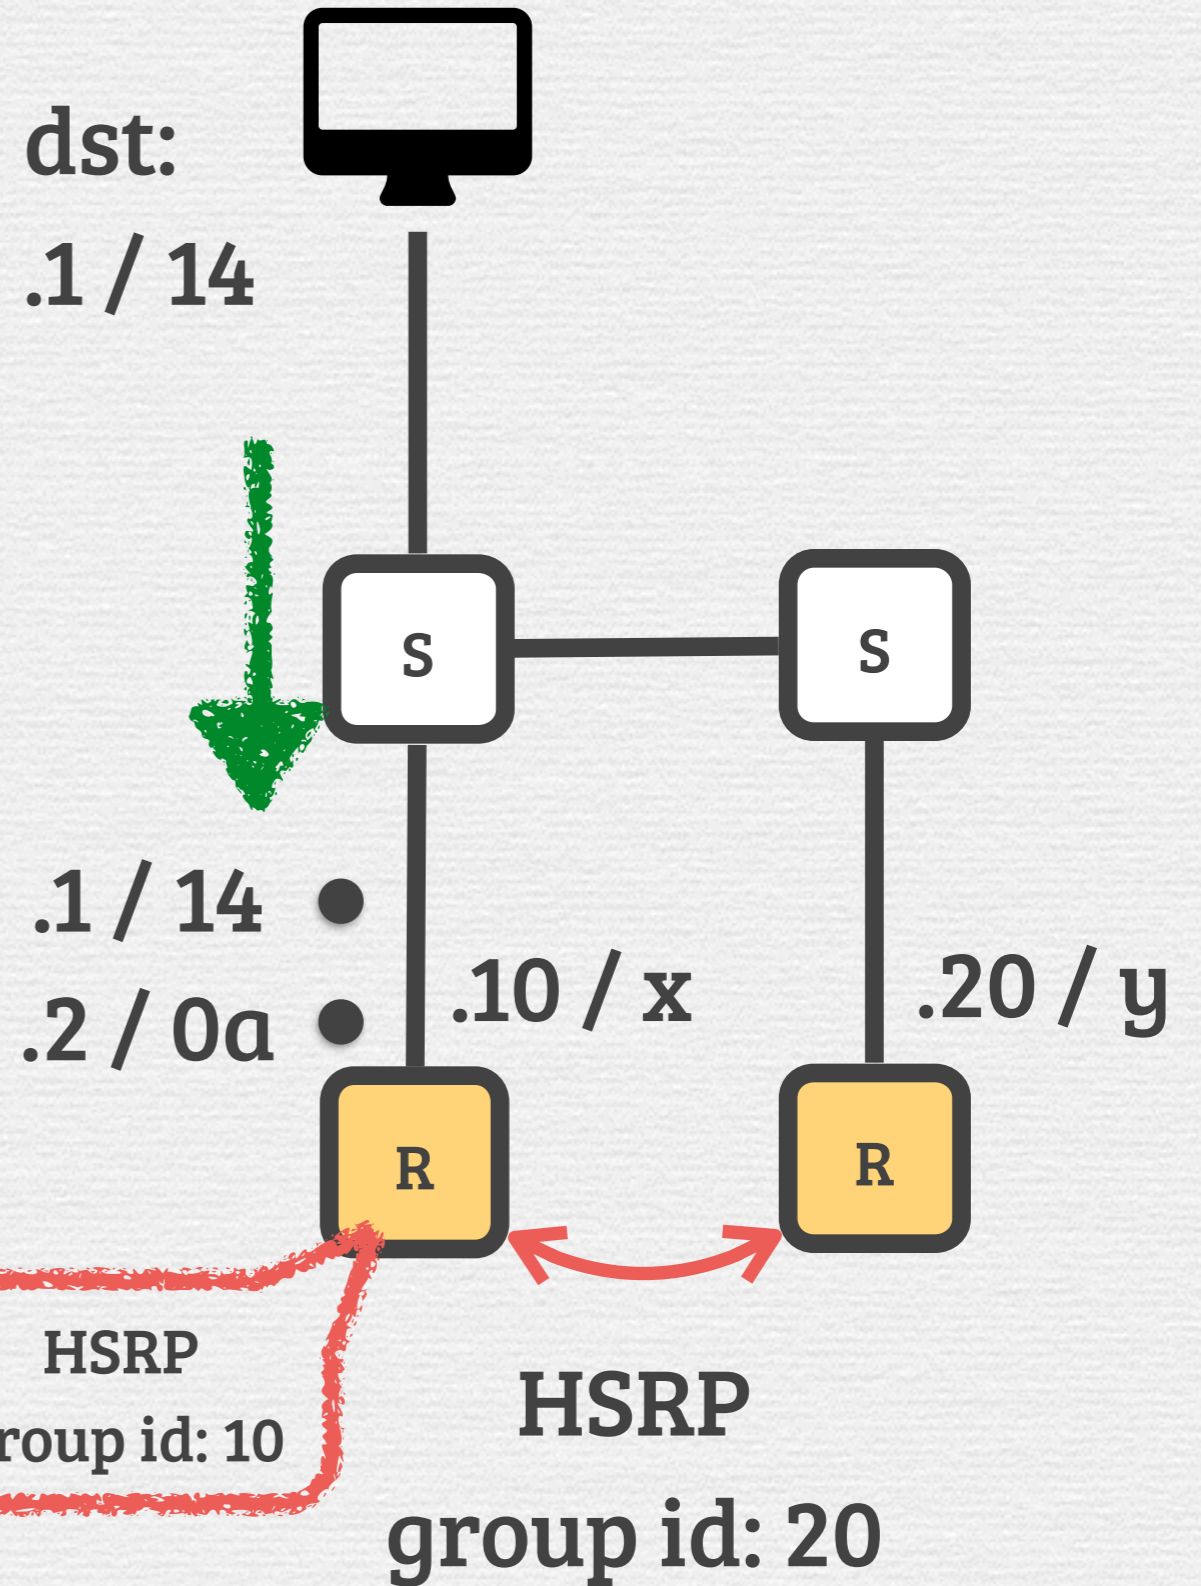 dst:
.1 / 14
S
S
.1 / 14
.10 / x
.20 / y
.2 / 0a
R
R
HSRP
roup id: 10
HSRP
group id: 20